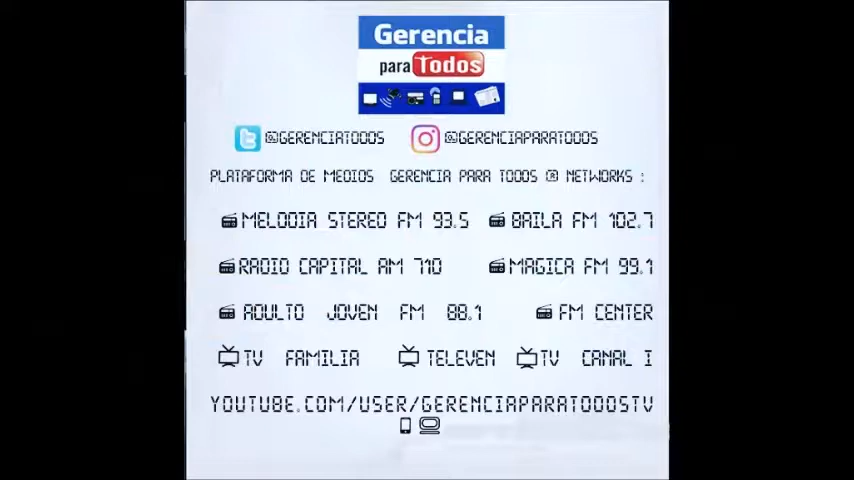 Gerencia
para Todos
@GERENCIATODOS @GERENCIAPARATODOS
PLATAFORMA DE MEDIOS GERENCIA PARA TODOS ® NETWORKS :
MELODIA STEREO FM 93.5 BAILA FM 102.7
RADIO CAPITAL AM 710 MAGICA FM 99.1
ADULTO JOVEN FM 88.1 FM CENTER
TV FAMILIA TELEVEN TV CANAL I
YOUTUBE.COM/USER/GERENCIAPARATODOSTV